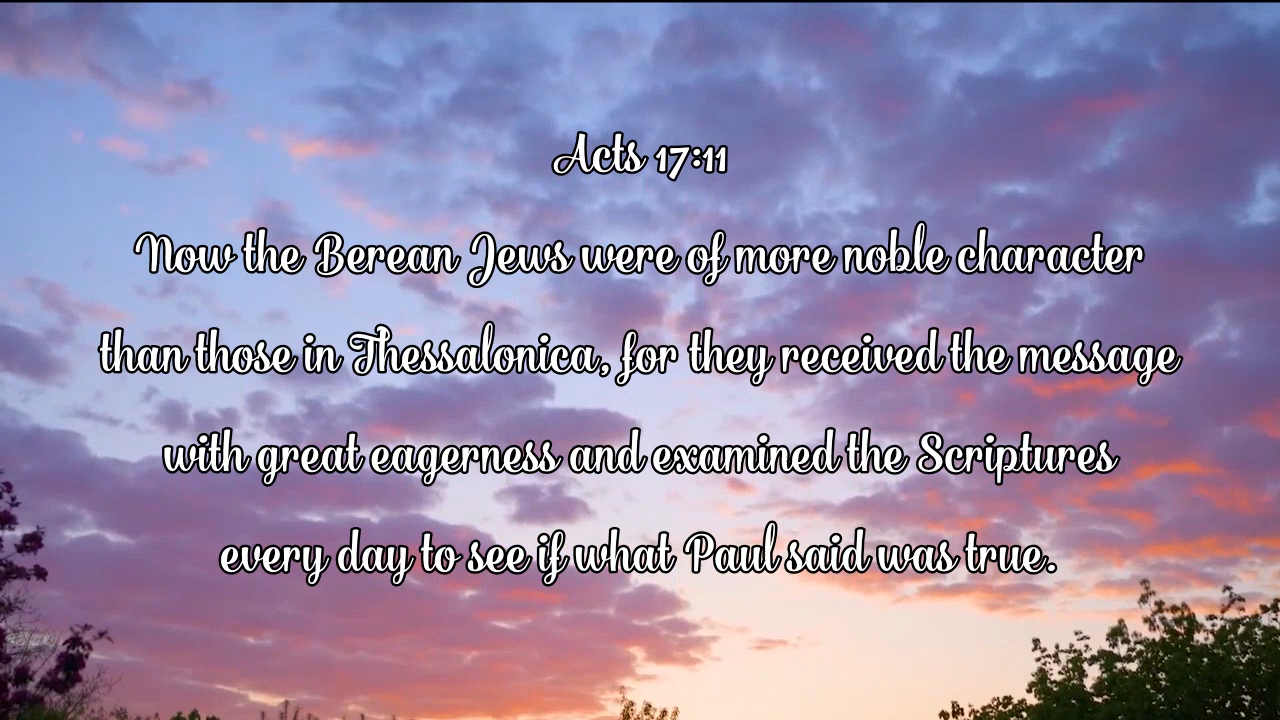 Acts 17:11
Now the Berean Jews were of more noble character
than those in Thessalonica, for they received the message
with great eagerness and examined the Scriptures
every day to see if what Paul said was true.